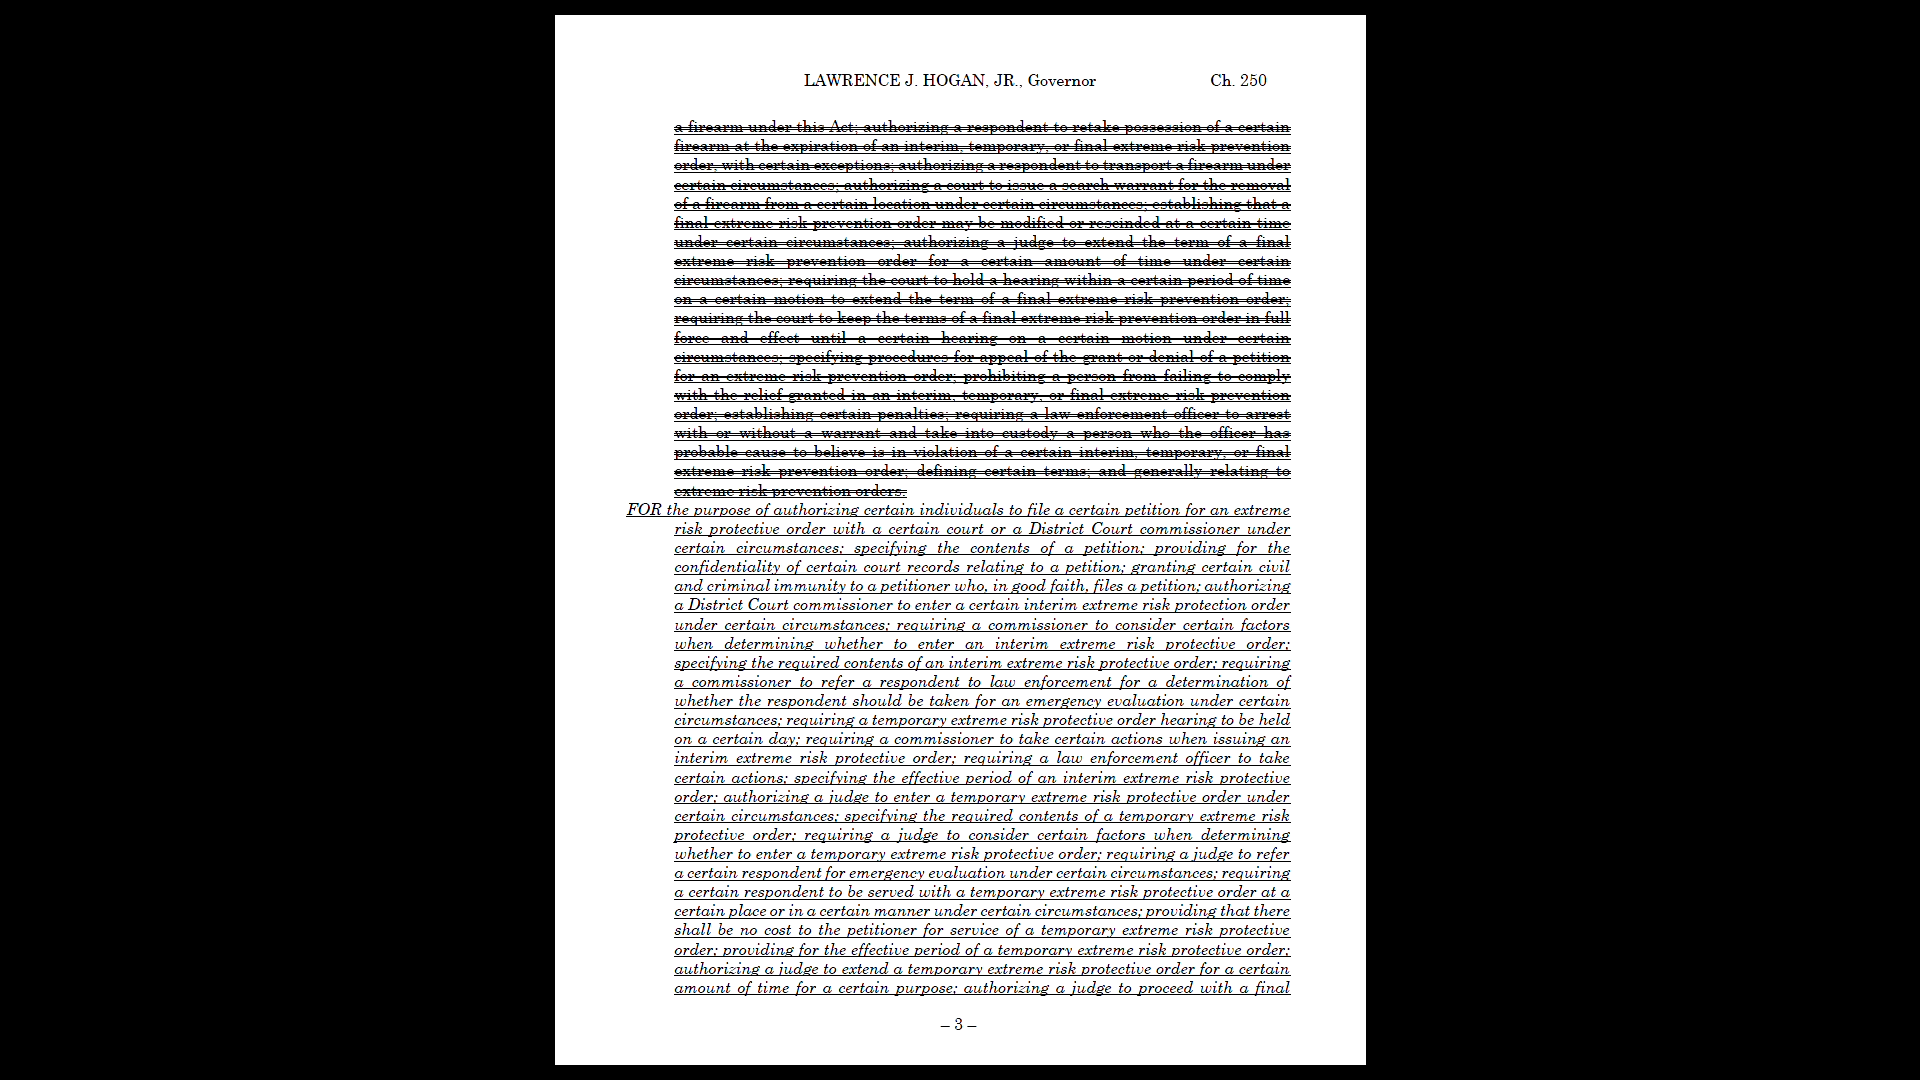 LAWRENCE J. HOGAN, JR., Governor Ch. 250
a firearm under this Act; authorizing a respondent to retake possession of a certain
firearm at the expiration of an interim, temporary, or final extreme risk prevention
order, with certain exceptions; authorizing a respondent to transport a firearm under
certain circumstances; authorizing a court to issue a search warrant for the removal
of a firearm from a certain location under certain circumstances; establishing that a
final extreme risk prevention order may be modified or rescinded at a certain time
under certain circumstances; authorizing a judge to extend the term of a final
extreme risk prevention order for a certain amount of time under certain
circumstances; requiring the court to hold a hearing within a certain period of time
on a certain motion to extend the term of a final extreme risk prevention order;
requiring the court to keep the terms of a final extreme risk prevention order in full
force and effect until a certain hearing on a certain motion under certain
circumstances; specifying procedures for appeal of the grant or denial of a petition
for an extreme risk prevention order; prohibiting a person from failing to comply
with the relief granted in an interim, temporary, or final extreme risk prevention
order; establishing certain penalties; requiring a law enforcement officer to arrest
with or without a warrant and take into custody a person who the officer has
probable cause to believe is in violation of a certain interim, temporary, or final
extreme risk prevention order; defining certain terms; and generally relating to
extreme risk prevention orders.
FOR the purpose of authorizing certain individuals to file a certain petition for an extreme
risk protective order with a certain court or a District Court commissioner under
certain circumstances; specifying the contents of a petition; providing for the
confidentiality of certain court records relating to a petition; granting certain civil
and criminal immunity to a petitioner who, in good faith, files a petition; authorizing
a District Court commissioner to enter a certain interim extreme risk protection order
under certain circumstances; requiring a commissioner to consider certain factors
when determining whether to enter an interim extreme risk protective order;
specifying the required contents of an interim extreme risk protective order; requiring
a commissioner to refer a respondent to law enforcement for a determination of
whether the respondent should be taken for an emergency evaluation under certain
circumstances; requiring a temporary extreme risk protective order hearing to be held
on a certain day; requiring a commissioner to take certain actions when issuing an
interim extreme risk protective order; requiring a law enforcement officer to take
certain actions; specifying the effective period of an interim extreme risk protective
order; authorizing a judge to enter a temporary extreme risk protective order under
certain circumstances; specifying the required contents of a temporary extreme risk
protective order; requiring a judge to consider certain factors when determining
whether to enter a temporary extreme risk protective order; requiring a judge to refer
a certain respondent for emergency evaluation under certain circumstances; requiring
a certain respondent to be served with a temporary extreme risk protective order at a
certain place or in a certain manner under certain circumstances; providing that there
shall be no cost to the petitioner for service of a temporary extreme risk protective
order; providing for the effective period of a temporary extreme risk protective order;
authorizing a judge to extend a temporary extreme risk protective order for a certain
amount of time for a certain purpose; authorizing a judge to proceed with a final
– 3 –